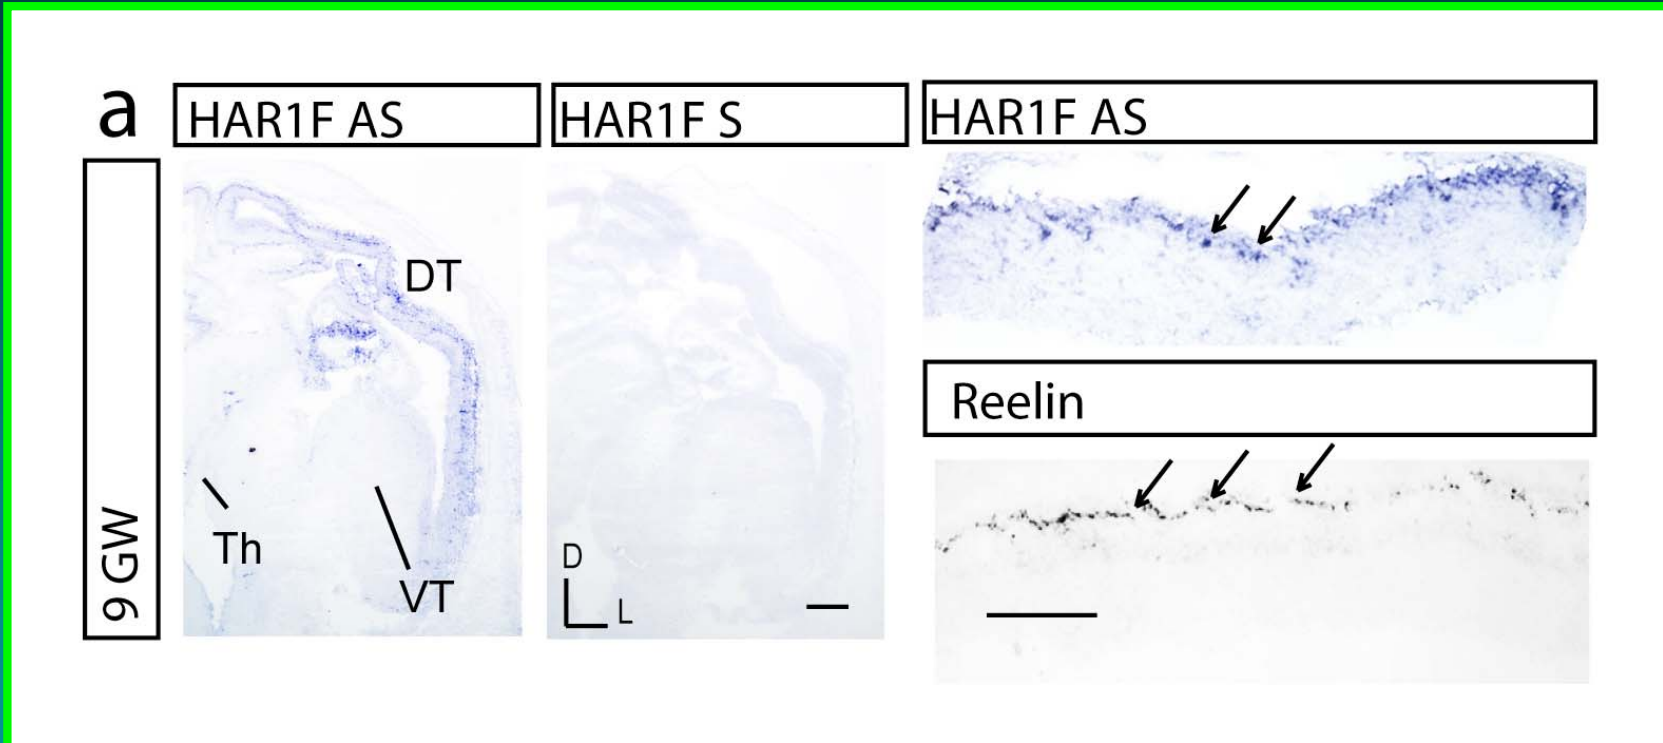 a
HAR1F AS
HAR1F S
HAR1F AS
9 GW
DT
Th
VT
D
L
Reelin